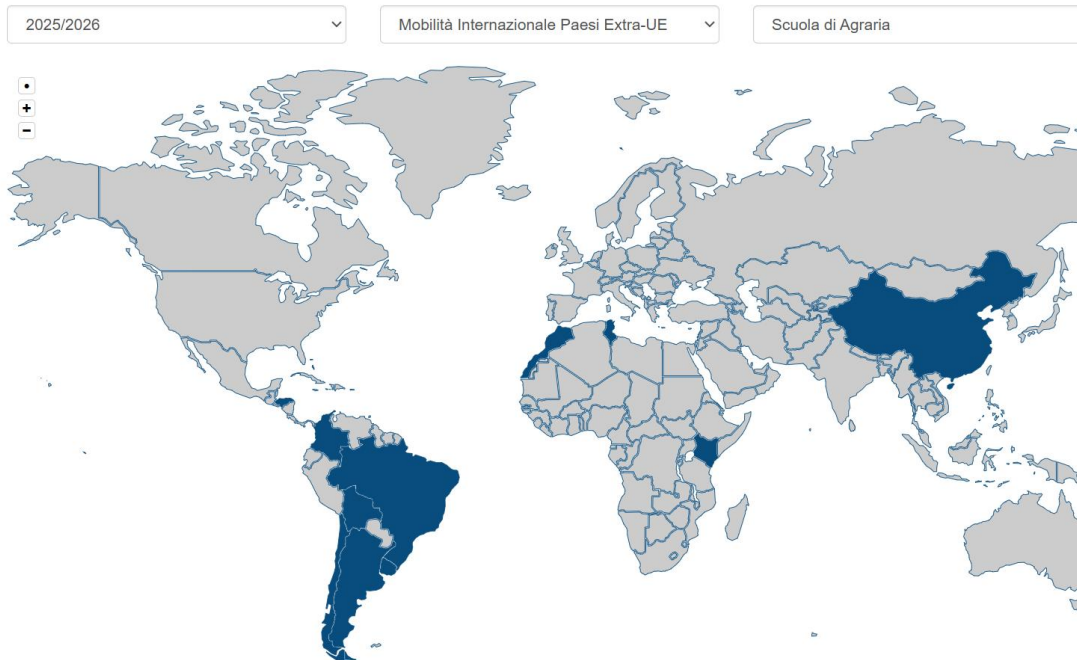 2025/2026
Mobilità Internazionale Paesi Extra-UE
Scuola di Agraria
•
+
−